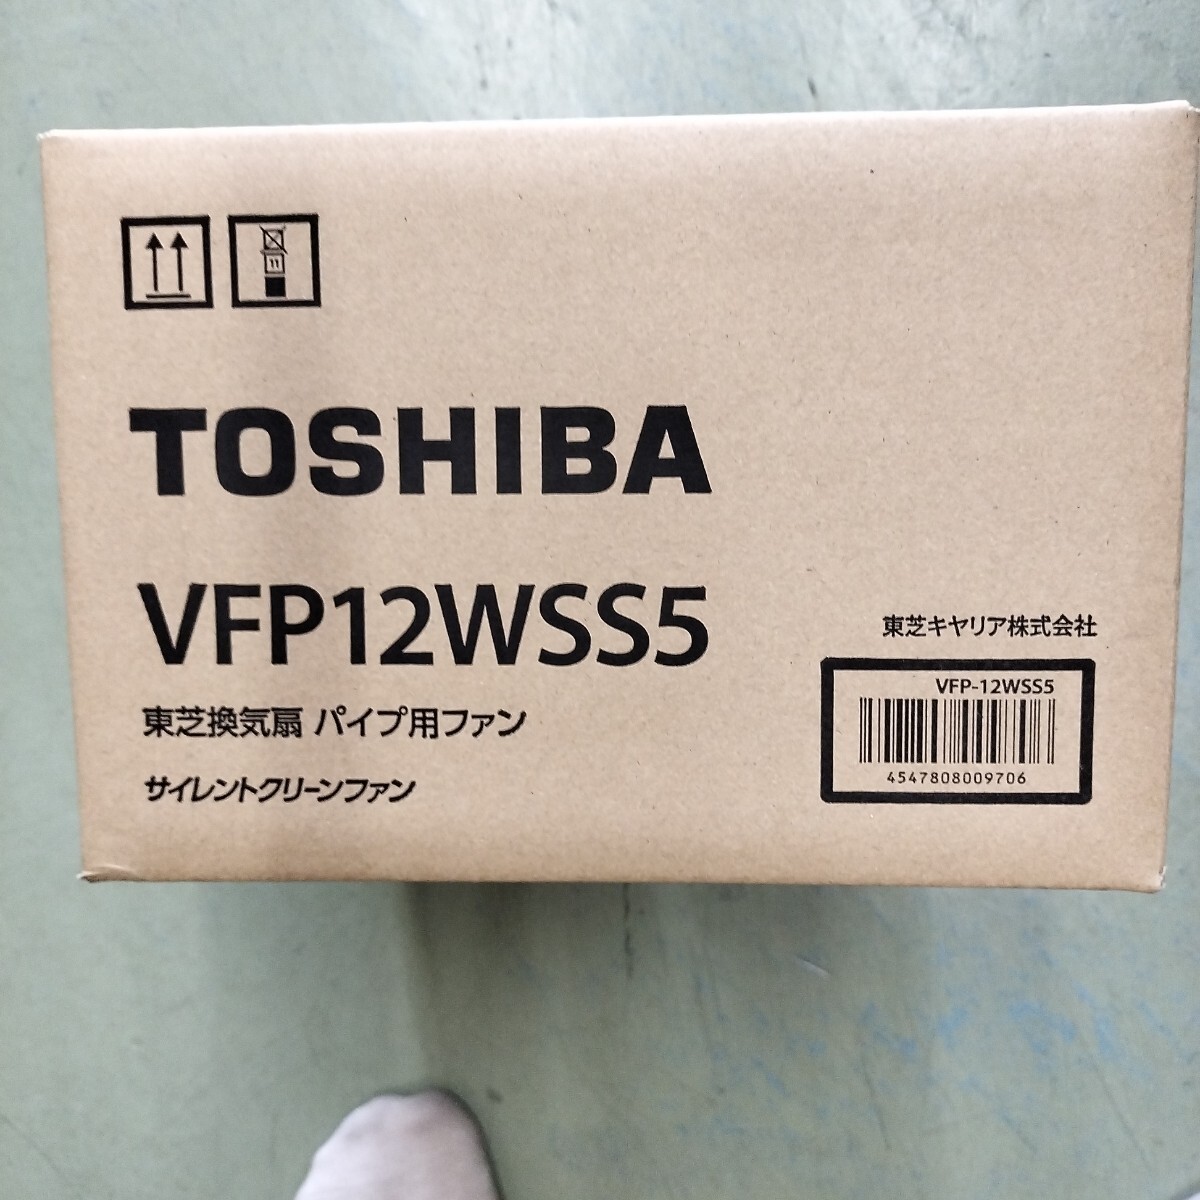 11
TOSHIBA
VFP12WSS5
東芝換気扇 パイプ用ファン
サイレントクリーンファン
東芝キヤリア株式会社
VFP-12WSS5
4547808009706